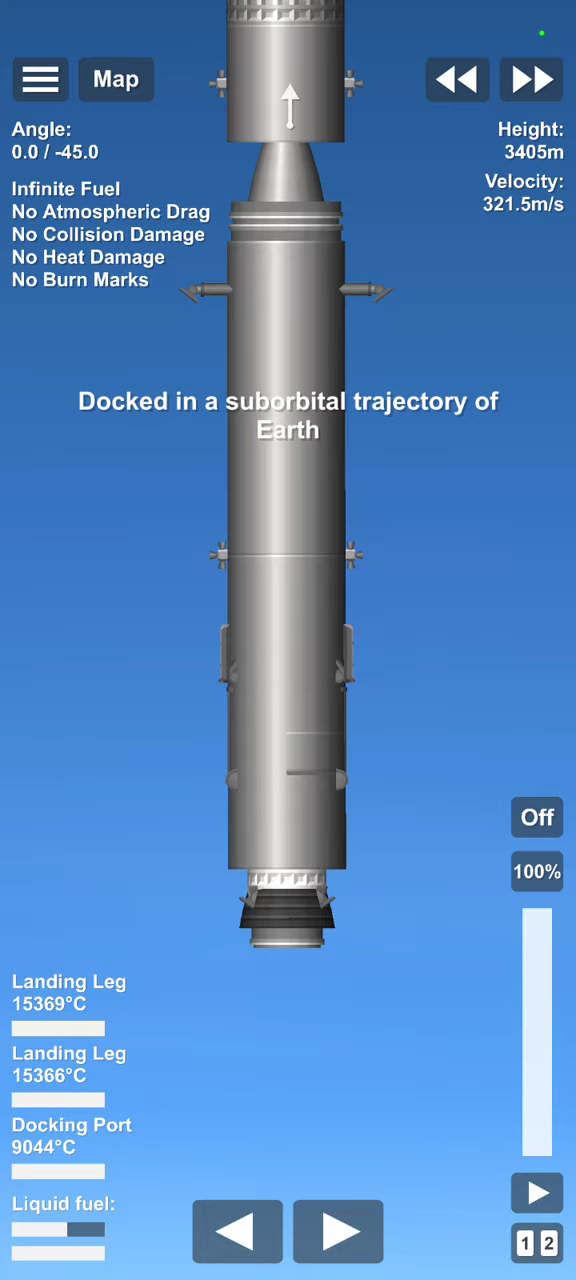 Map
Angle:
0.0 / -45.0
Infinite Fuel
No Atmospheric Drag
No Collision Damage
No Heat Damage
No Burn Marks
Height:
3405m
Velocity:
321.5m/s
Docked in a suborbital trajectory of
Earth
Off
100%
Landing Leg
15369°C
Landing Leg
15366°C
Docking Port
9044°C
Liquid fuel:
1 2